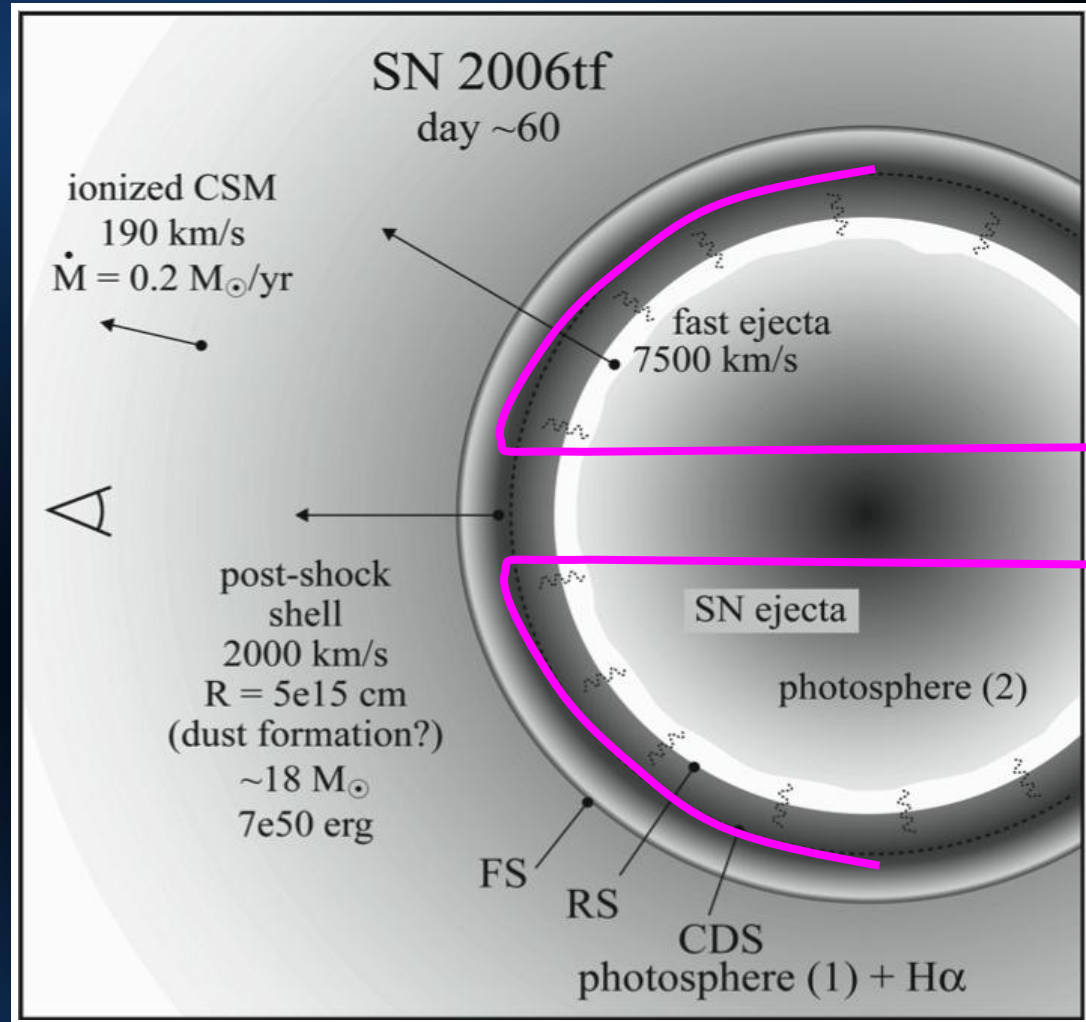 SN 2006tf
day ~60
ionized CSM
190 km/s
Ṁ = 0.2 M☉/yr
fast ejecta
7500 km/s
post-shock
shell
2000 km/s
R = 5e15 cm
(dust formation?)
~18 M☉
7e50 erg
SN ejecta
photosphere (2)
FS
RS
CDS
photosphere (1) + Hα